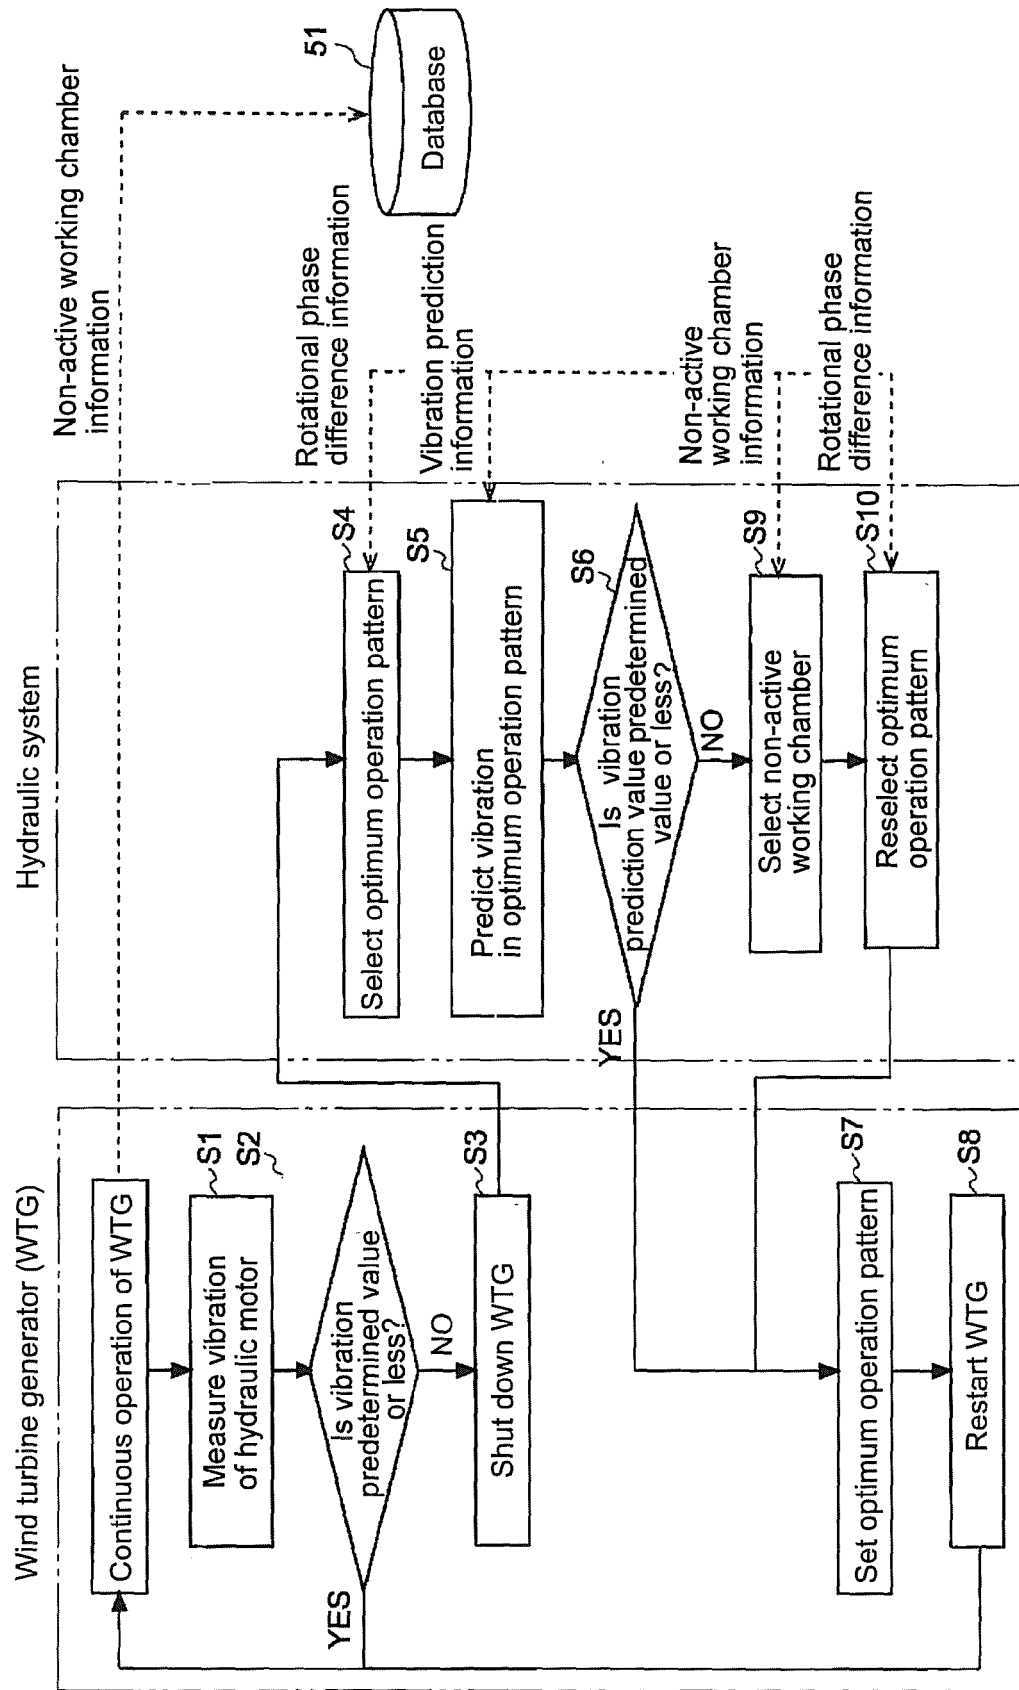 Wind turbine generator (WTG)
Continuous operation of WTG
S1
Measure vibration
of hydraulic motor
S2
Is vibration
predetermined value
or less?
YES
NO
S3
Shut down WTG
S7
Set optimum operation pattern
S8
Restart WTG
Hydraulic system
S4
Select optimum operation pattern
S5
Predict vibration
in optimum operation pattern
S6
Is vibration
prediction value predetermined
value or less?
YES
NO
S9
Select non-active
working chamber
S10
Reselect optimum
operation pattern
Non-active working chamber
information
51
Database
Rotational phase
difference information
Vibration prediction
information
Non-active
working chamber
information
Rotational phase
difference information